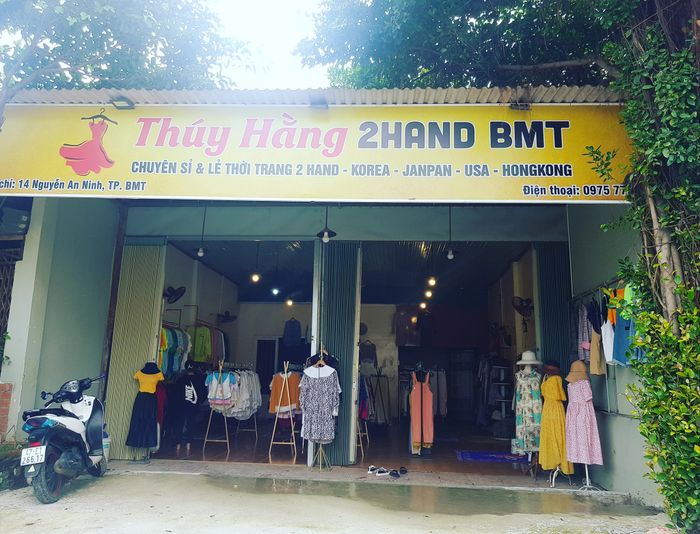 Thúy Hằng 2HAND BMT
CHUYÊN SỈ & LẺ THỜI TRANG 2 HAND - KOREA - JANPAN - USA - HONGKONG
chỉ: 14 Nguyễn An Ninh, TP. BMT
Điện thoại: 0975 77
NIKE